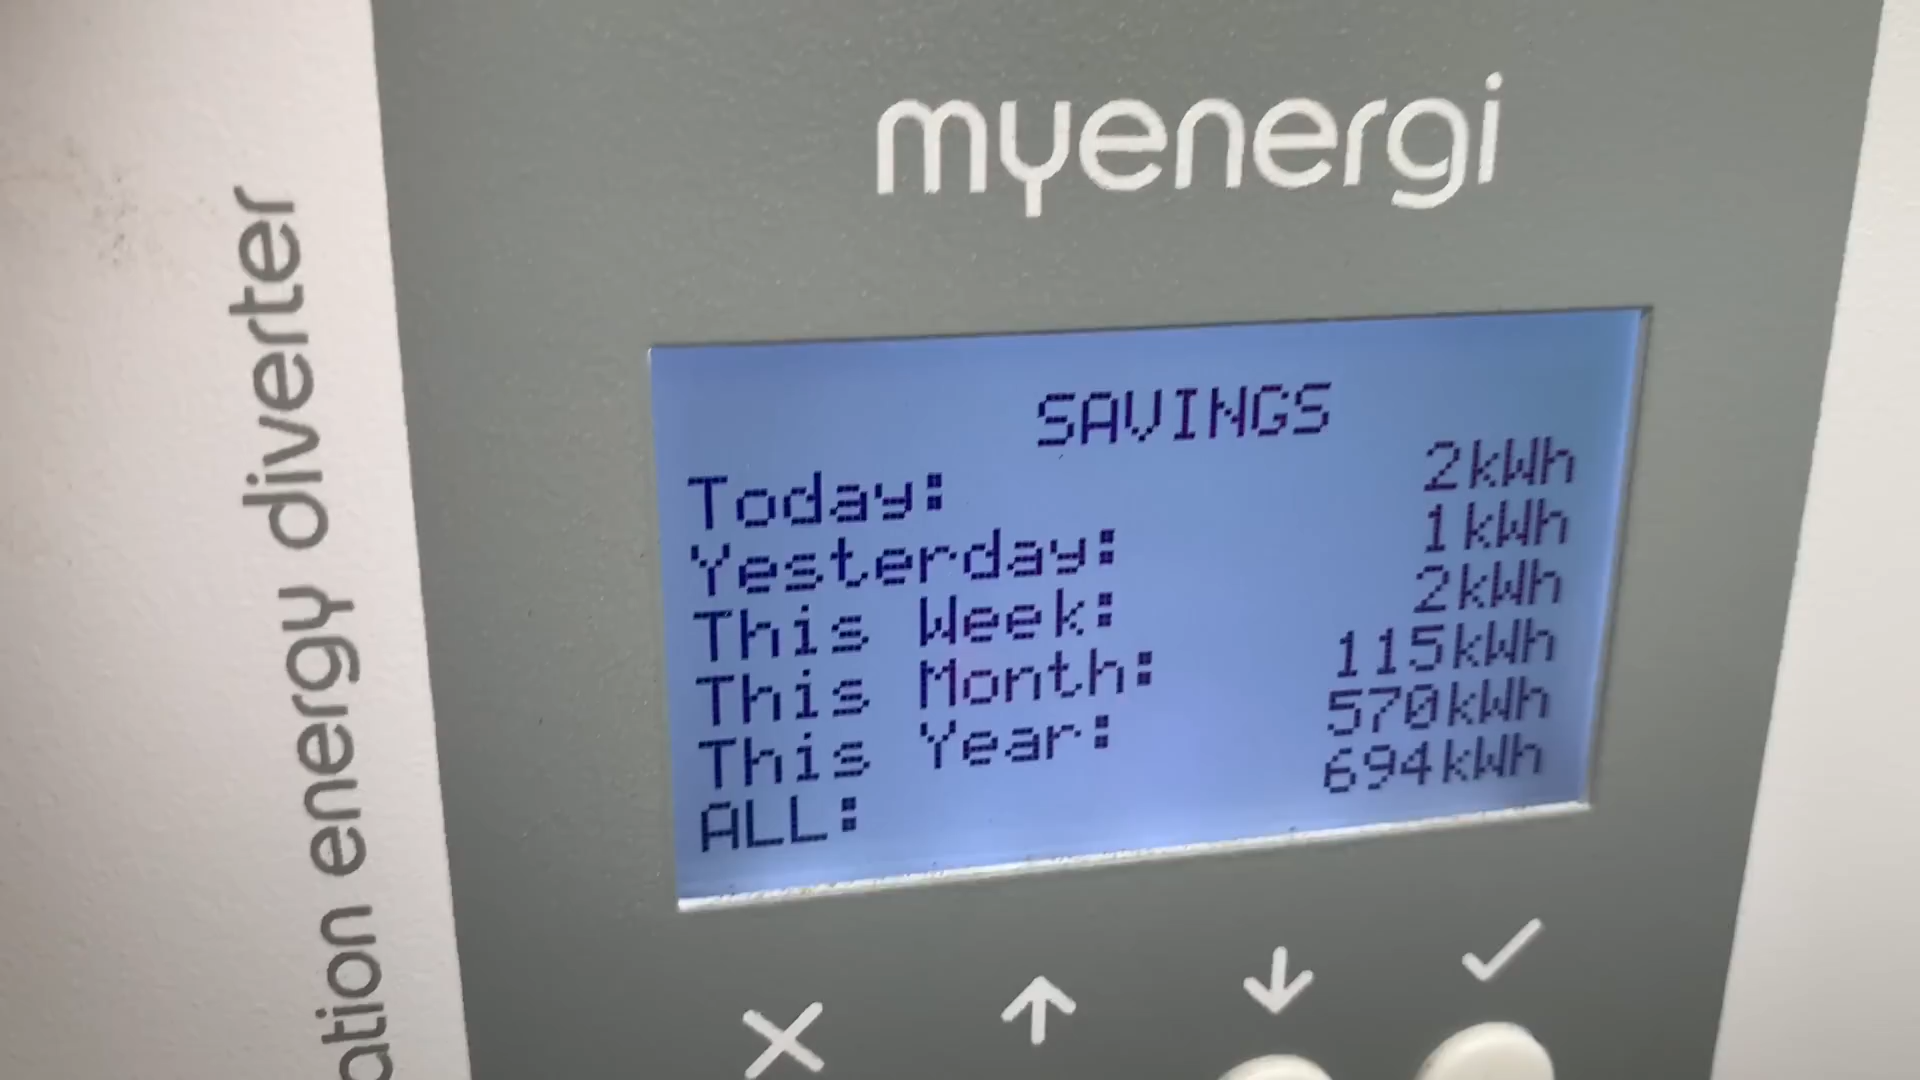 myenergi
SAVINGS
Today: 2kWh
Yesterday: 1kWh
This Week: 2kWh
This Month: 115kWh
This Year: 570kWh
ALL: 694kWh
energy diverter